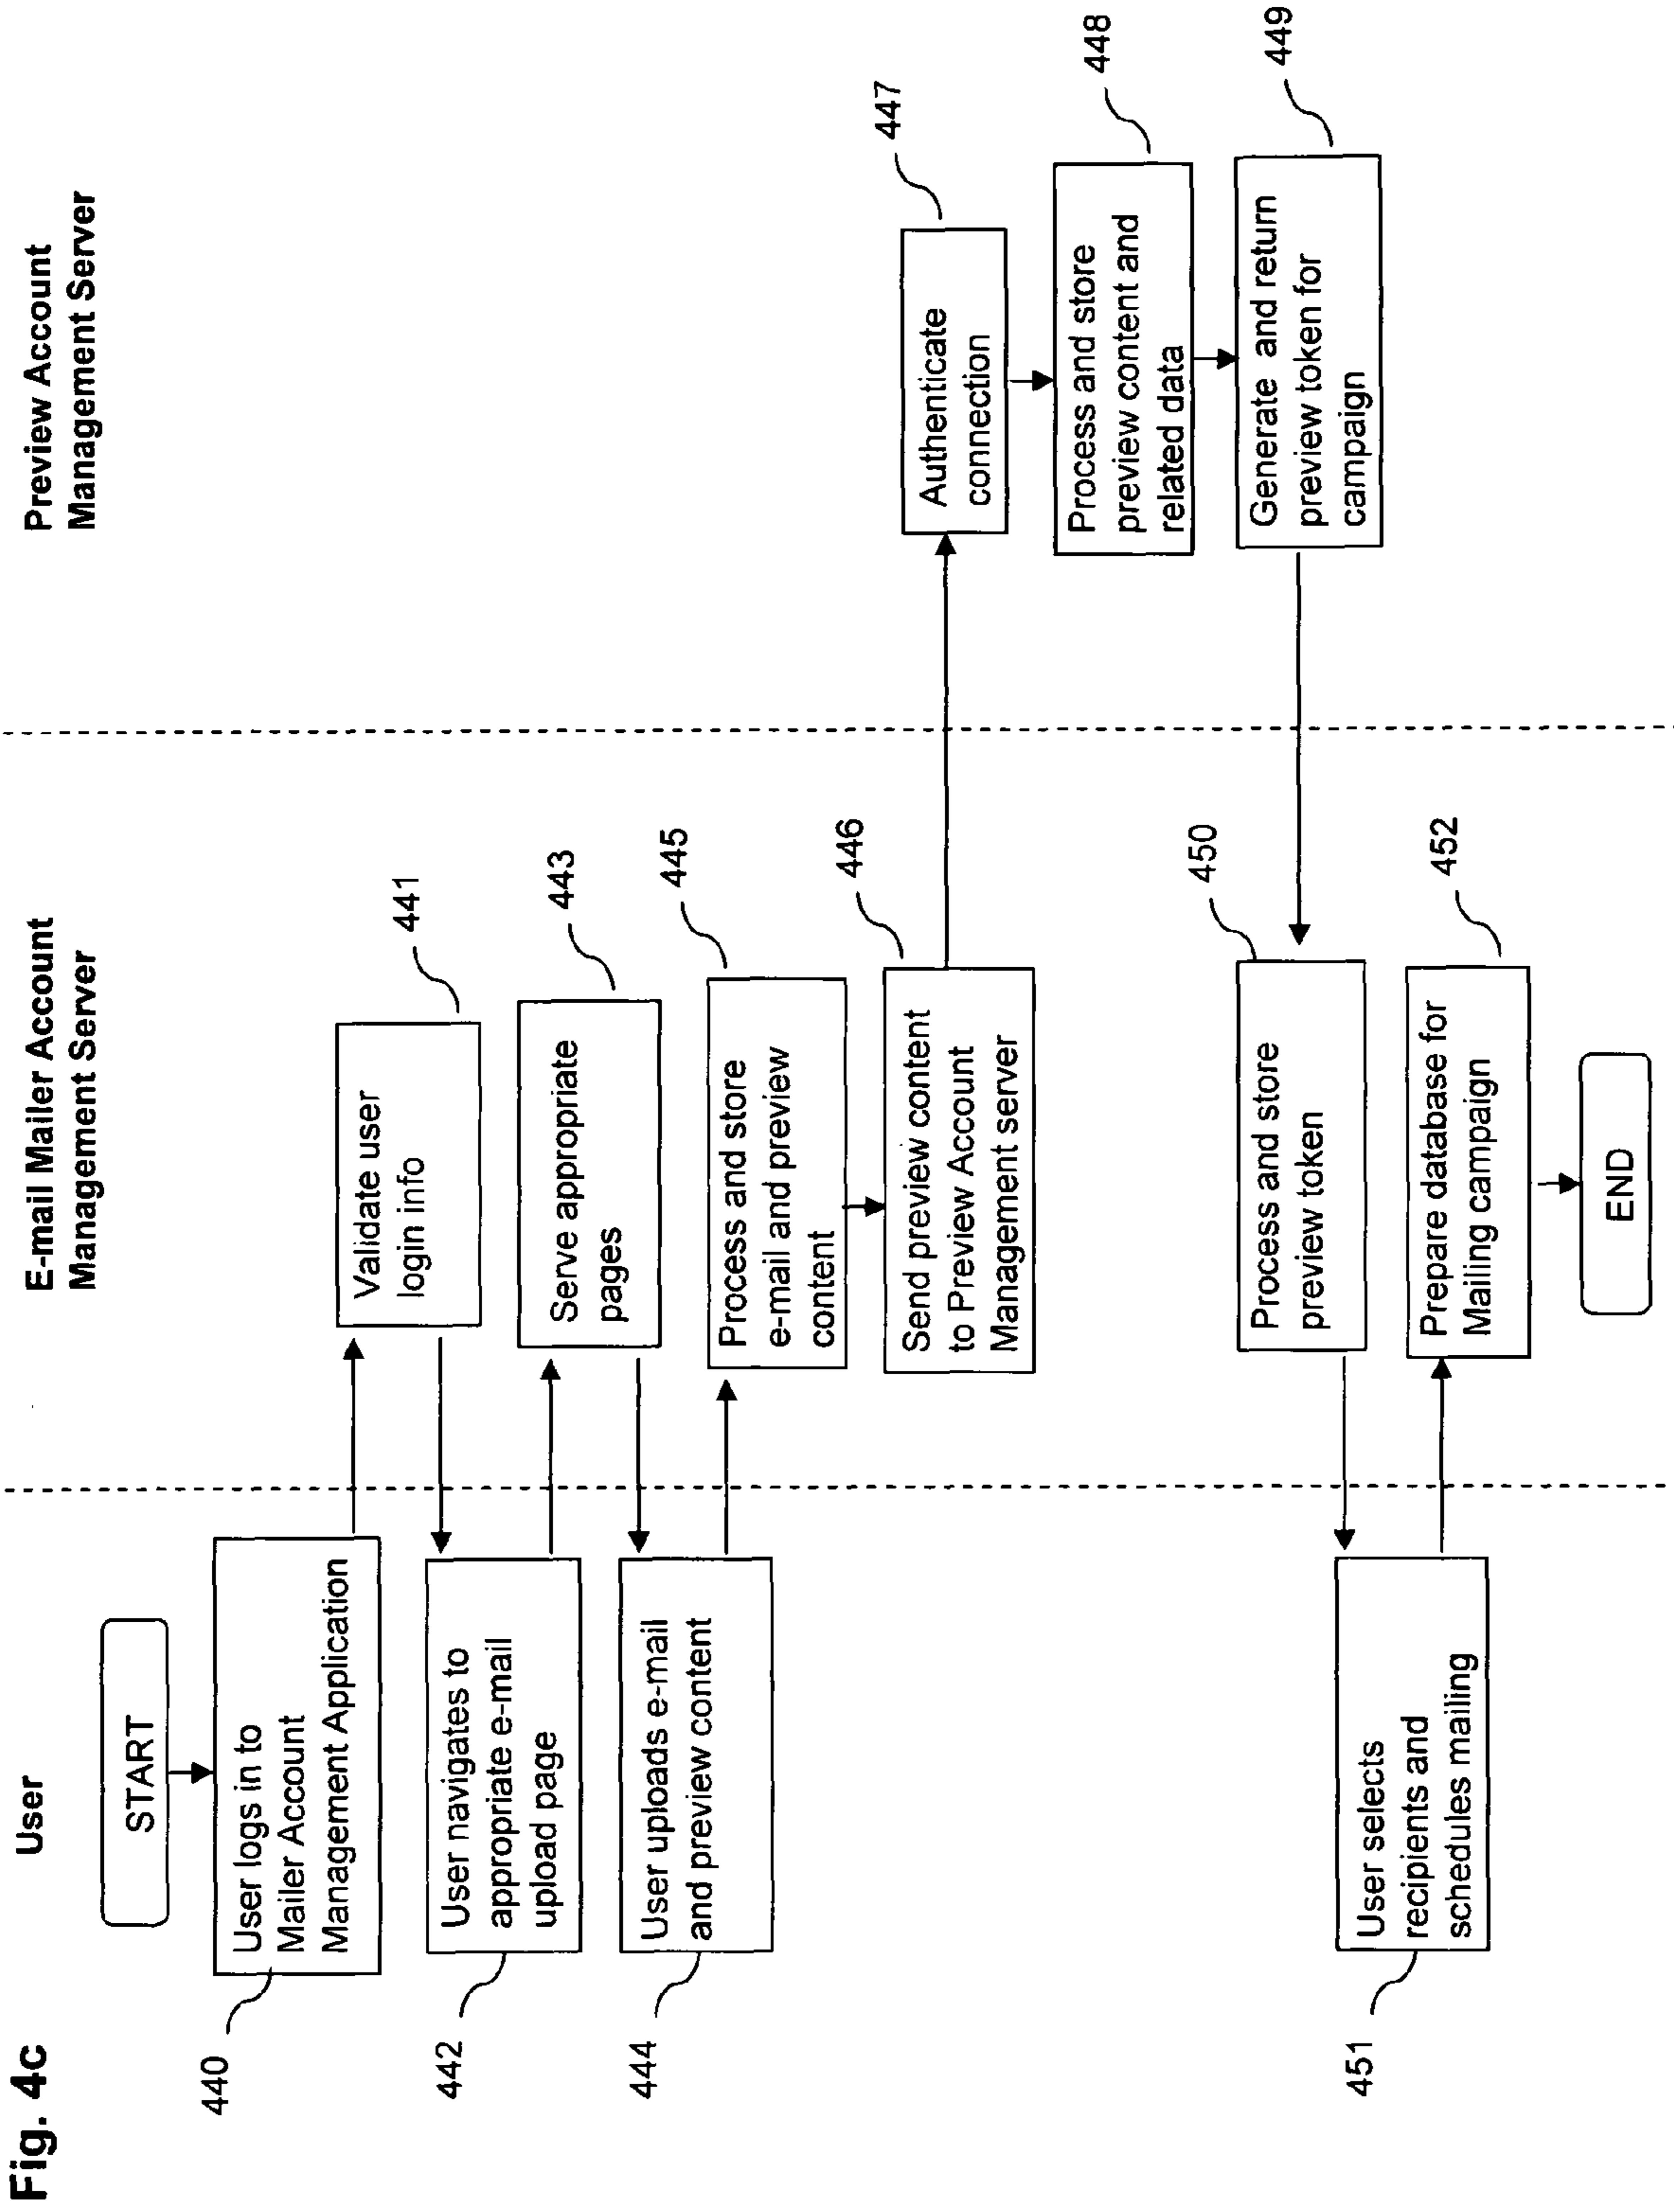 Fig. 4c
User
E-mail Mailer Account
Management Server
Preview Account
Management Server
START
440
User logs in to
Mailer Account
Management Application
441
Validate user
login info
442
User navigates to
appropriate e-mail
upload page
443
Serve appropriate
pages
444
User uploads e-mail
and preview content
445
Process and store
e-mail and preview
content
446
Send preview content
to Preview Account
Management server
447
Authenticate
connection
448
Process and store
preview content and
related data
449
Generate and return
preview token for
campaign
450
Process and store
preview token
451
User selects
recipients and
schedules mailing
452
Prepare database for
Mailing campaign
END